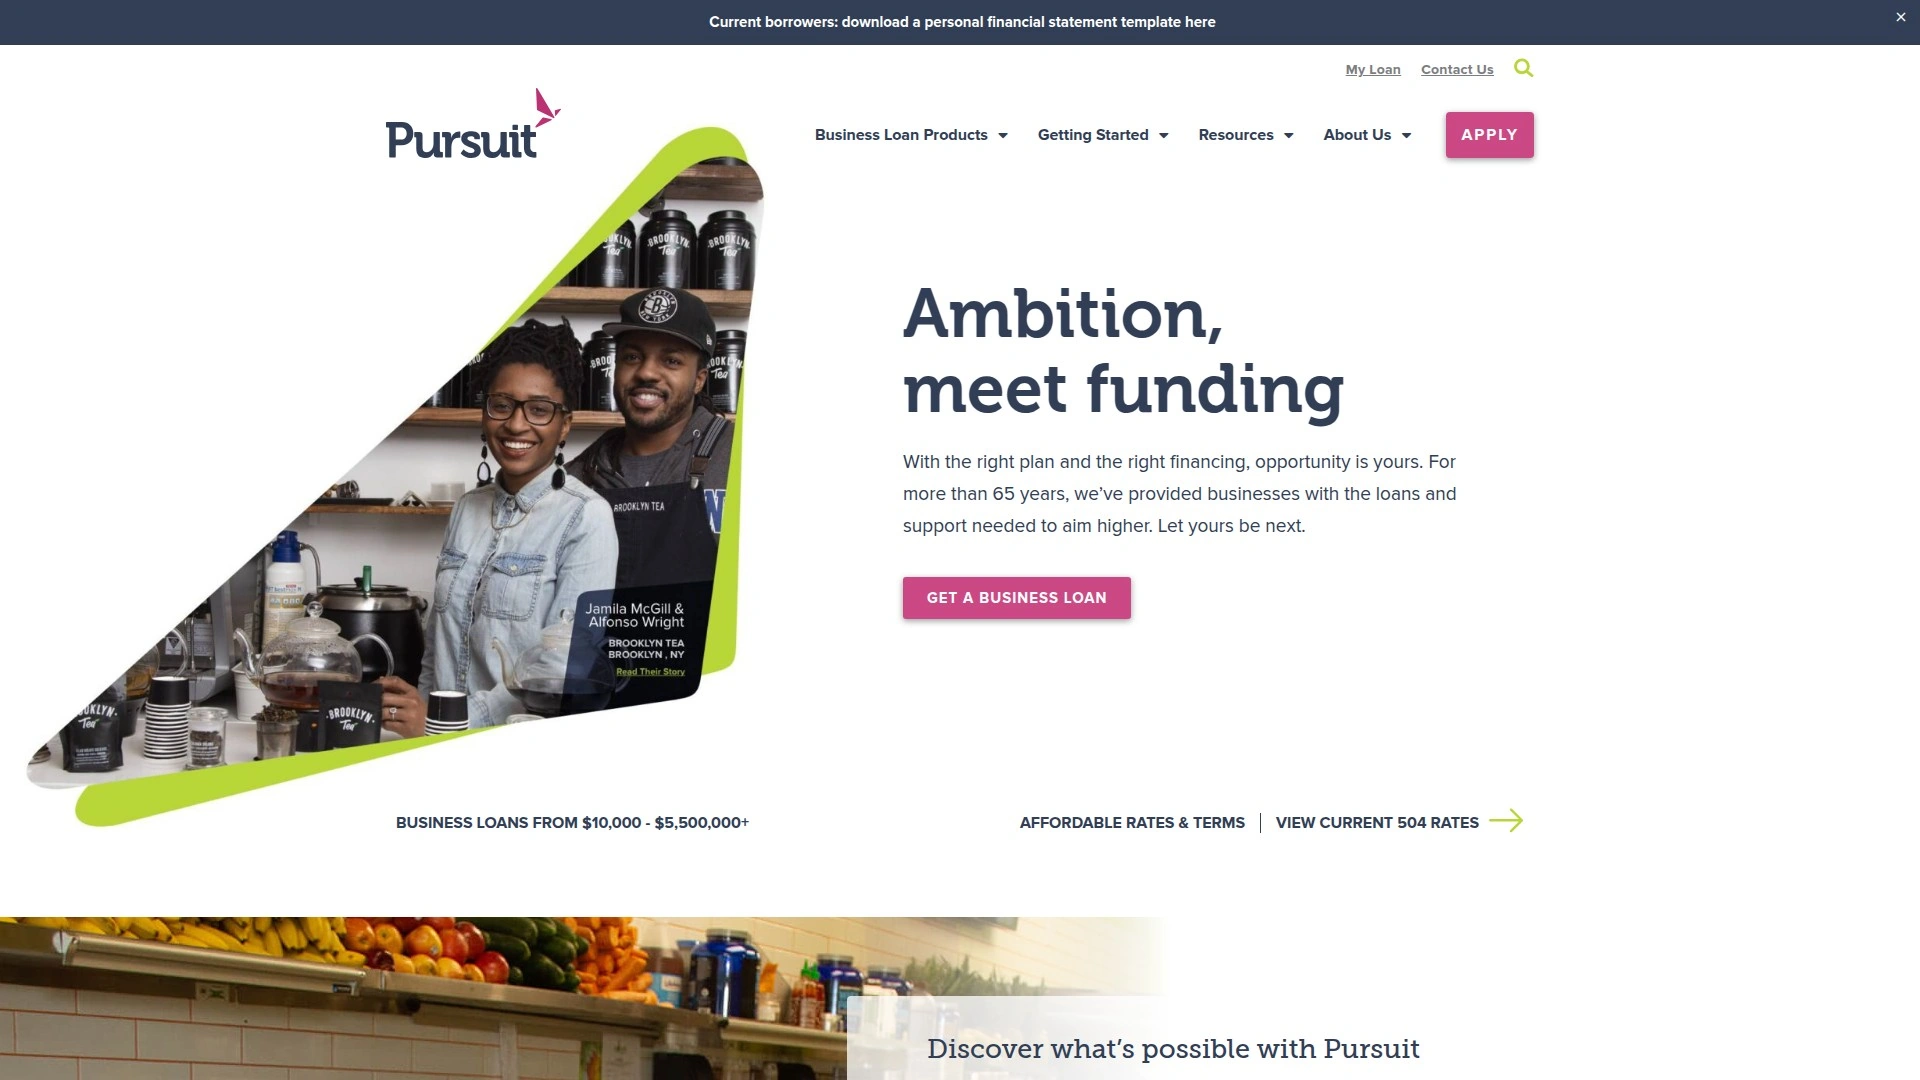 Current borrowers: download a personal financial statement template here
×
My Loan
Contact Us
Pursuit
Business Loan Products
Getting Started
Resources
About Us
APPLY
BROOKLYN
Tea
BROOKLYN
Tea
Ambition,
meet funding
With the right plan and the right financing, opportunity is yours. For
more than 65 years, we’ve provided businesses with the loans and
support needed to aim higher. Let yours be next.
BROOKLYN TEA
GET A BUSINESS LOAN
Jamila McGill &
Alfonso Wright
BROOKLYN TEA
BROOKLYN , NY
Read Their Story
BROOKLYN
Tea
BUSINESS LOANS FROM $10,000 - $5,500,000+
AFFORDABLE RATES & TERMS
VIEW CURRENT 504 RATES
Discover what’s possible with Pursuit